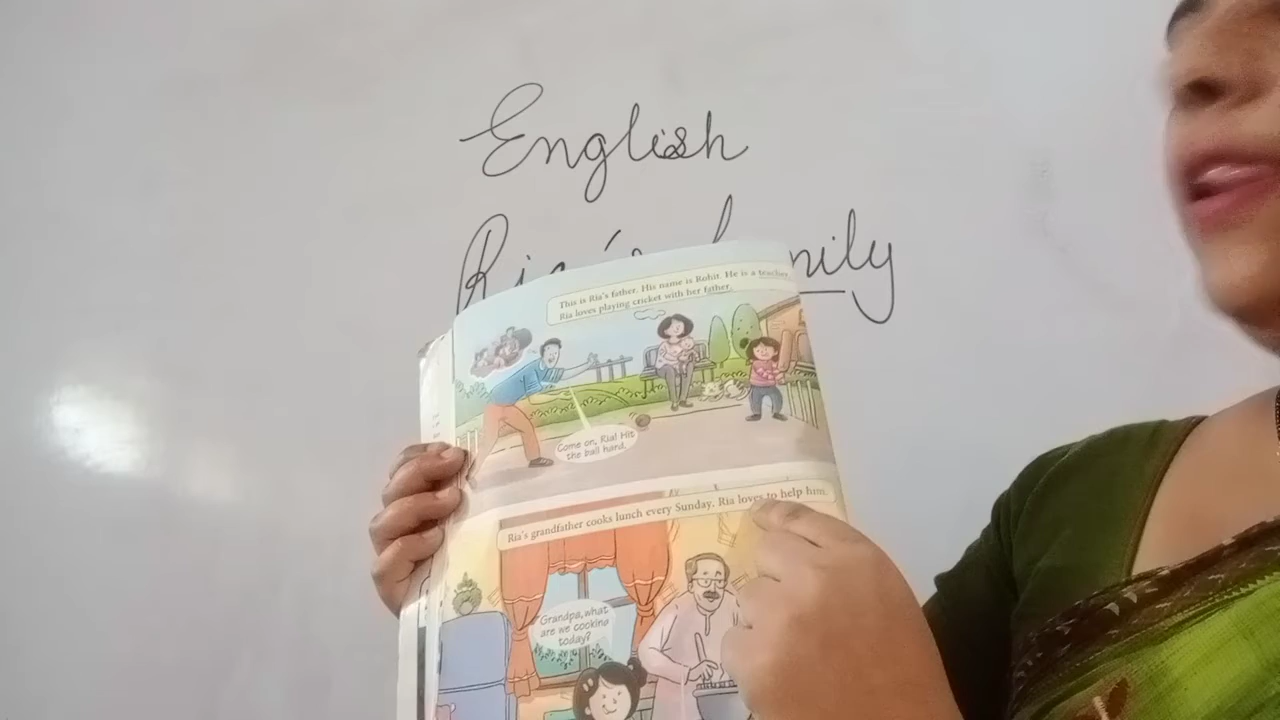 English
Ria's family
This is Ria's father. His name is Rohit. He is a teacher.
Ria loves playing cricket with her father.
Come on, Ria! Hit
the ball hard.
Ria's grandfather cooks lunch every Sunday. Ria loves to help him.
Grandpa, what
are we cooking
today?